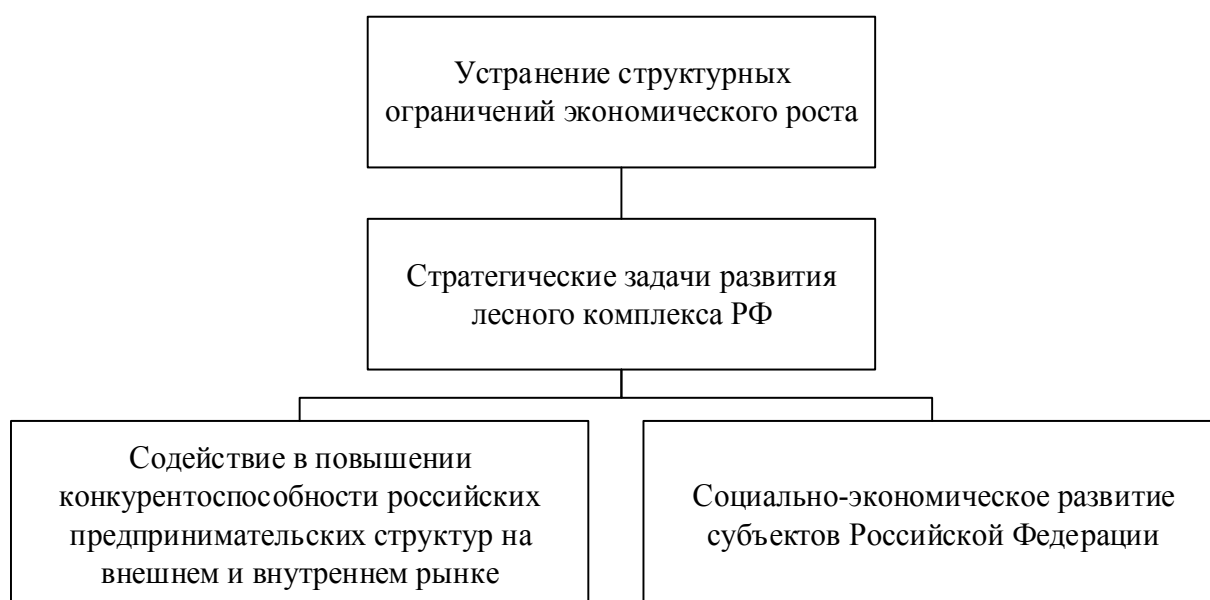 Устранение структурных
ограничений экономического роста
Стратегические задачи развития
лесного комплекса РФ
Содействие в повышении
конкурентоспособности российских
предпринимательских структур на
внешнем и внутреннем рынке
Социально-экономическое развитие
субъектов Российской Федерации